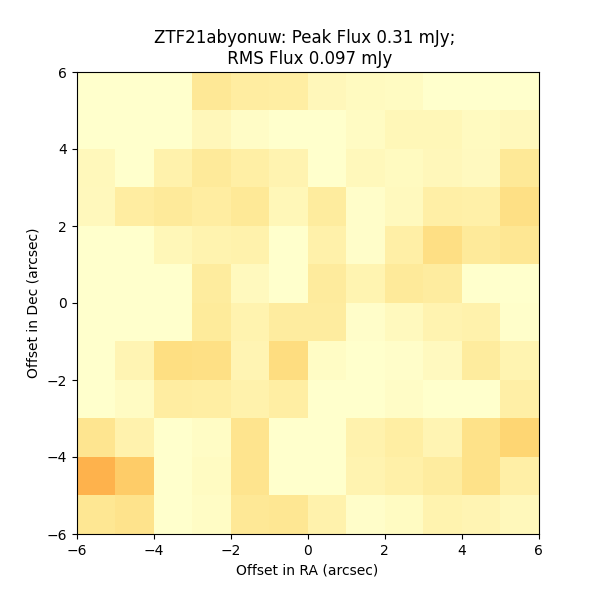 ZTF21abyonuw: Peak Flux 0.31 mJy;
RMS Flux 0.097 mJy
6
4
2
0
−2
−4
−6
Offset in Dec (arcsec)
−6 −4 −2 0 2 4 6
Offset in RA (arcsec)